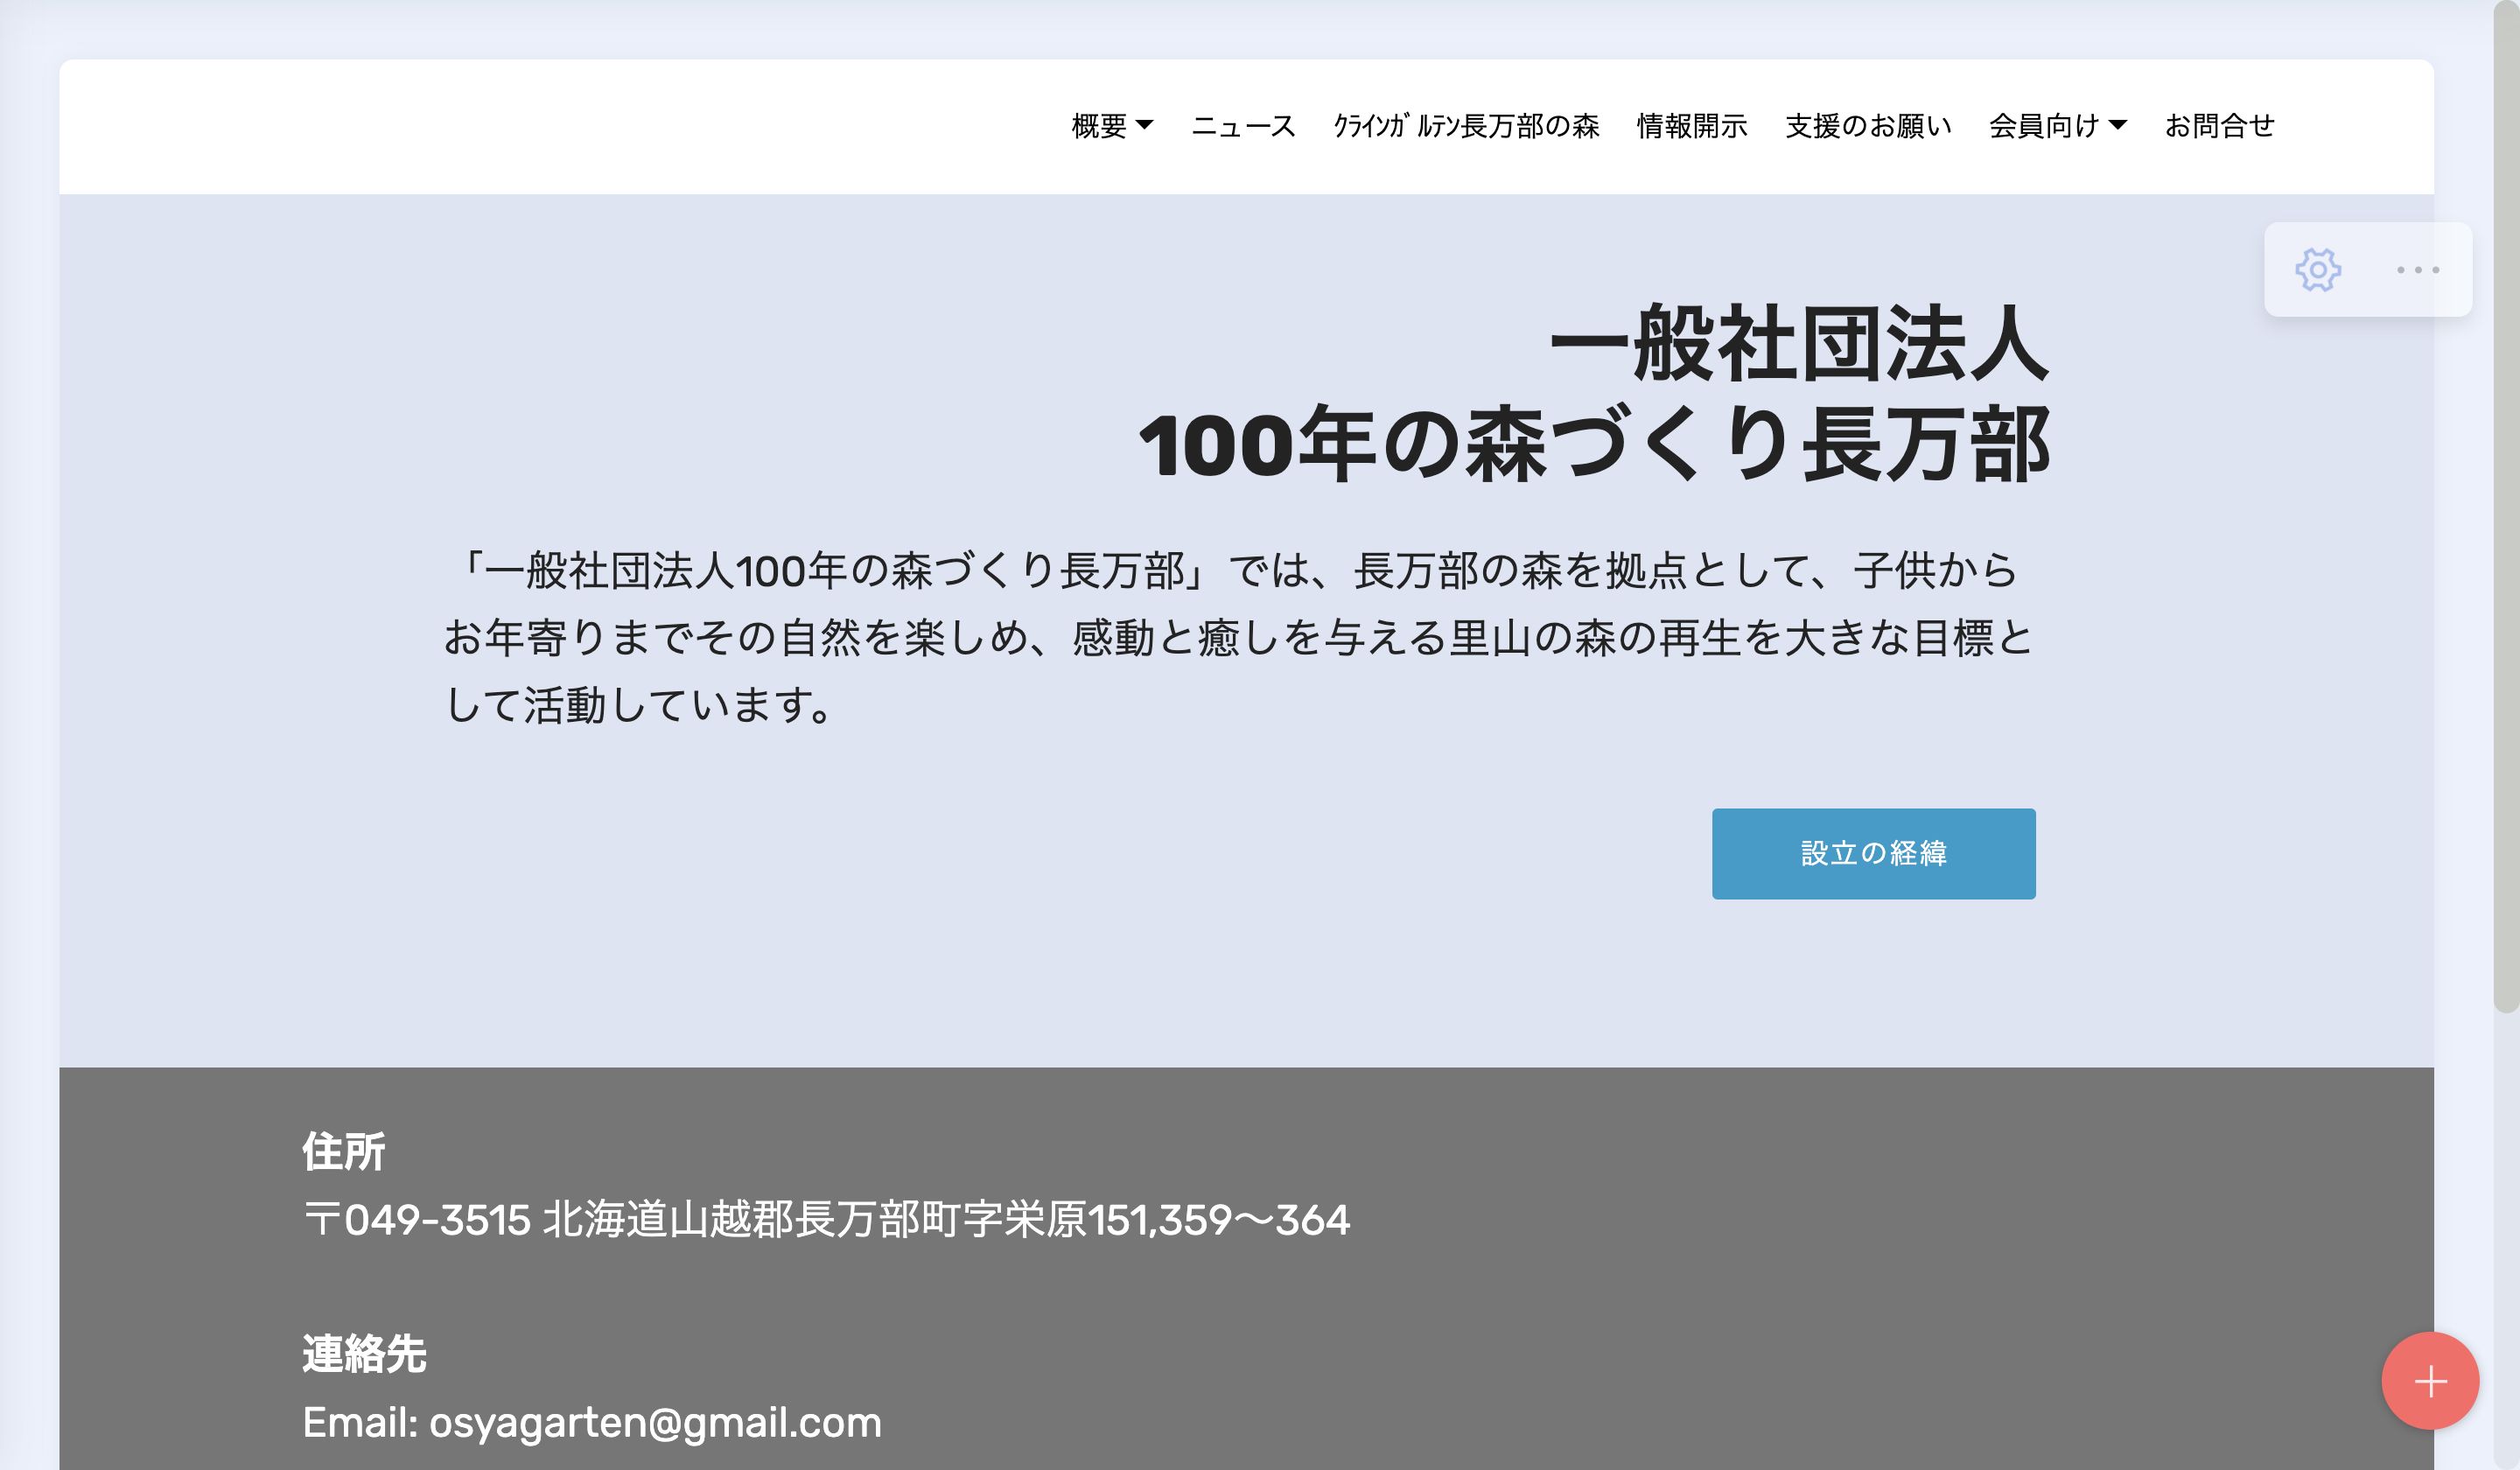 概要 ニュース ｸﾗｲﾝｶﾞﾙﾃﾝ長万部の森 情報開示 支援のお願い 会員向け お問合せ
一般社団法人
100年の森づくり長万部
「一般社団法人100年の森づくり長万部」では、長万部の森を拠点として、子供から
お年寄りまでその自然を楽しめ、感動と癒しを与える里山の森の再生を大きな目標と
して活動しています。
設立の経緯
住所
〒049-3515 北海道山越郡長万部町字栄原151,359〜364
連絡先
Email: osyagarten@gmail.com